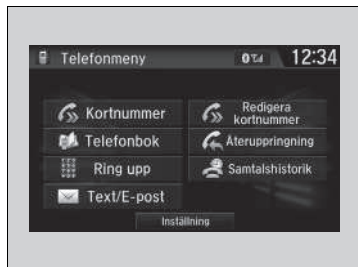 Telefonmeny
12:34
Kortnummer
Redigera
kortnummer
Telefonbok
Återuppringning
Ring upp
Samtalshistorik
Text/E-post
Inställning